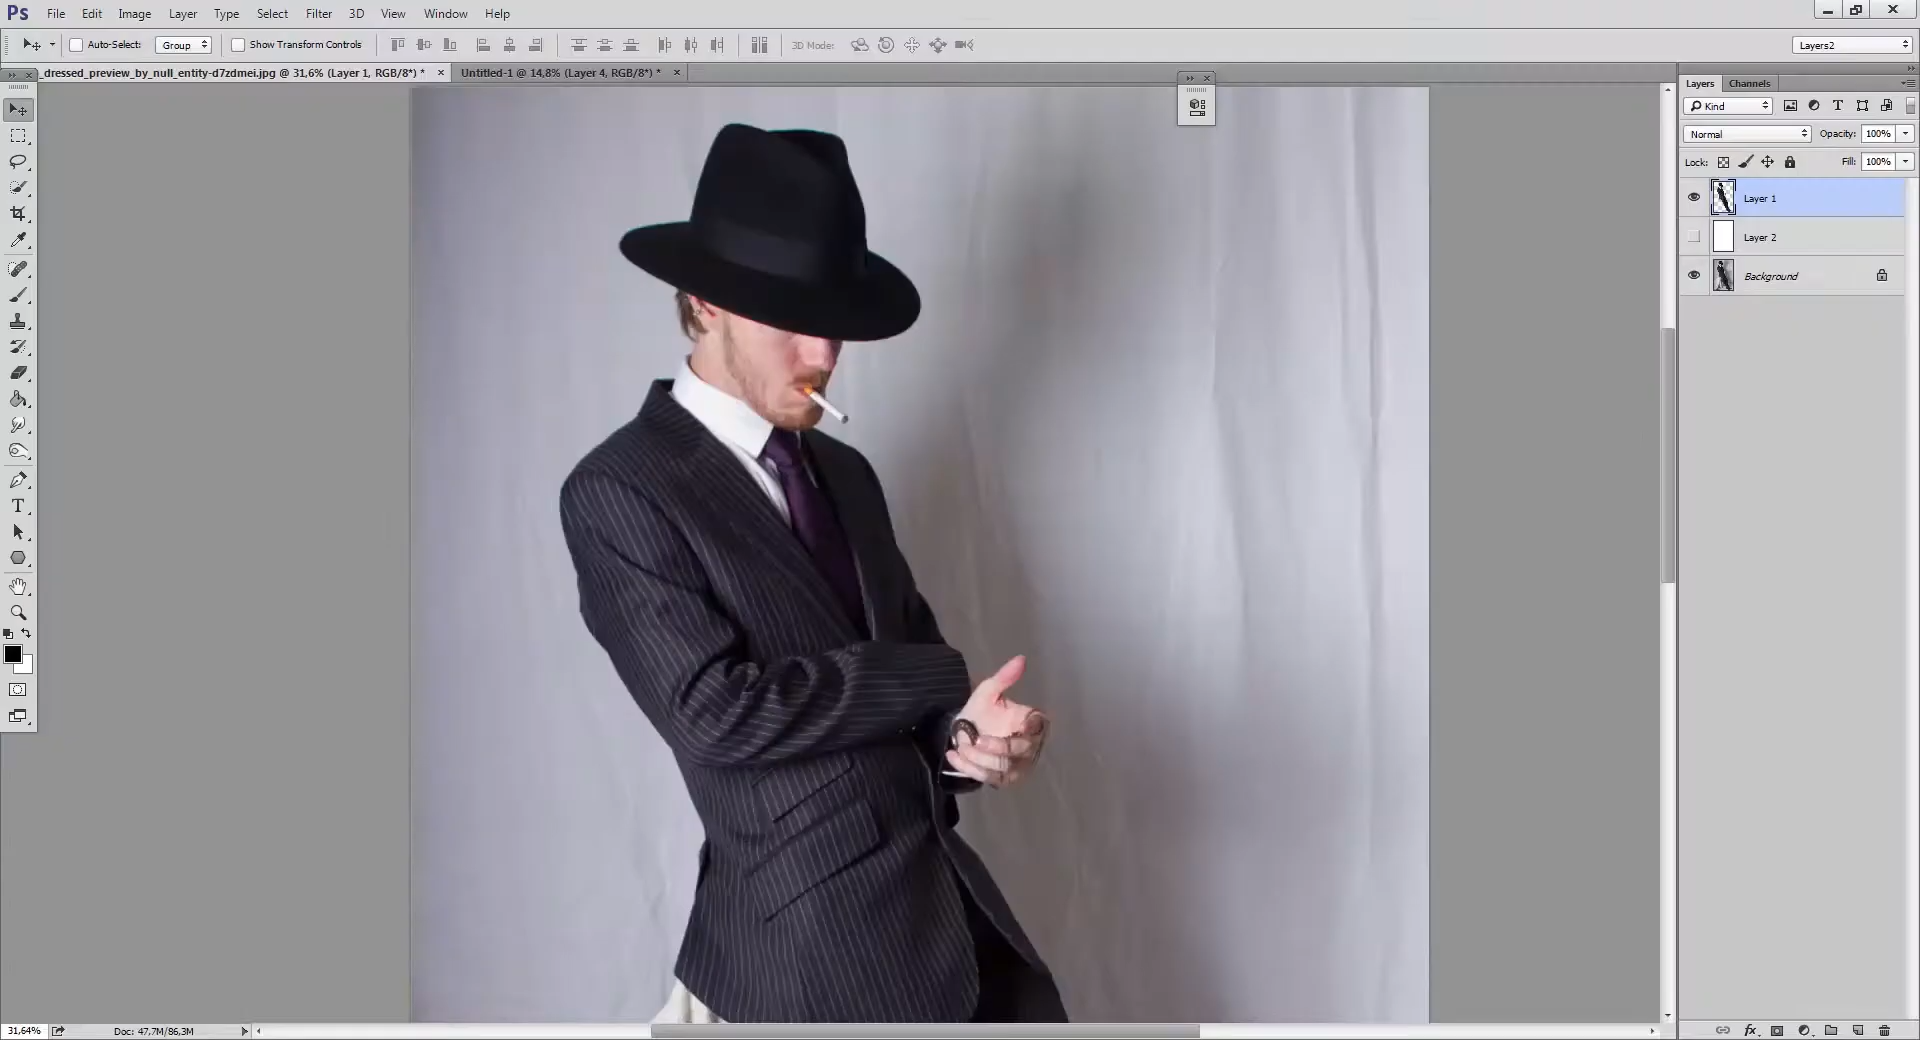 Ps File Edit Image Layer Type Select Filter 3D View Window Help
Auto-Select: Group Show Transform Controls 3D Mode: Layers2
_dressed_preview_by_null_entity-d7zdmei.jpg @ 31,6% (Layer 1, RGB/8*) * × Untitled-1 @ 14,8% (Layer 4, RGB/8*) * ×
Layers Channels
Kind
Normal Opacity: 100%
Lock: Fill: 100%
Layer 1
Layer 2
Background
31,64% Doc: 47,7M/86,3M